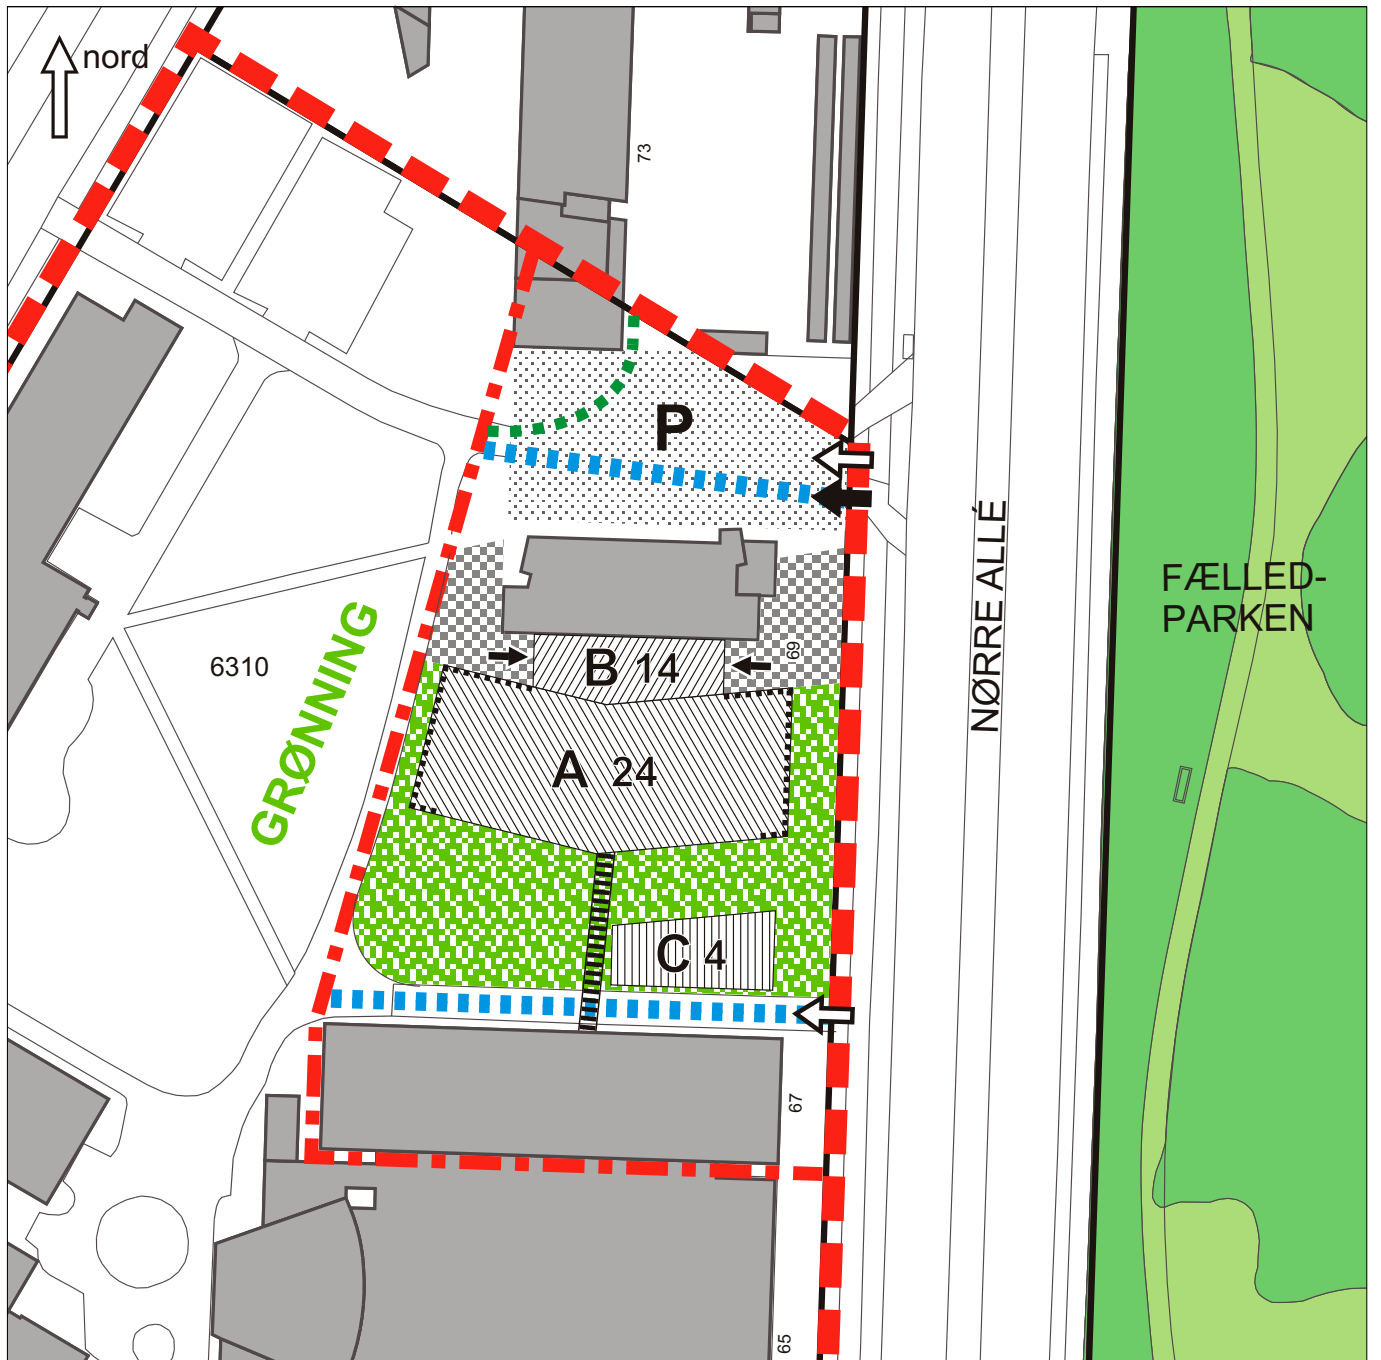 nord
73
P
NØRRE ALLÉ
FÆLLED-
PARKEN
GRØNNING
6310
69
B 14
A 24
C 4
67
65